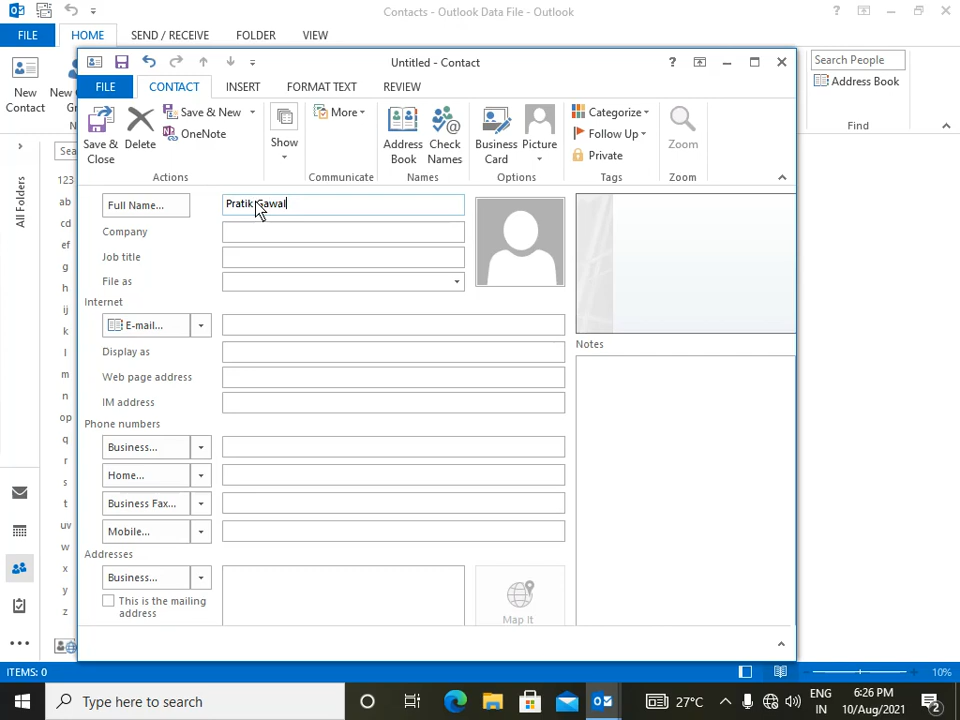 Contacts - Outlook Data File - Outlook
FILE HOME SEND / RECEIVE FOLDER VIEW
New Contact
Search People
Address Book
Find
Untitled - Contact
FILE CONTACT INSERT FORMAT TEXT REVIEW
Save & Close
Delete
Save & New
OneNote
Show
More
Address Book
Check Names
Business Card
Picture
Categorize
Follow Up
Private
Zoom
Actions Communicate Names Options Tags Zoom
All Folders
123
ab
cd
ef
g
h
ij
k
l
m
n
op
q
r
s
t
uv
w
x
y
z
Full Name... Pratik Gawal
Company
Job title
File as
Internet
E-mail...
Display as
Web page address
IM address
Phone numbers
Business...
Home...
Business Fax...
Mobile...
Addresses
Business...
This is the mailing
address
Map It
Notes
ITEMS: 0
10%
Type here to search
27°C
ENG
IN
6:26 PM
10/Aug/2021
2